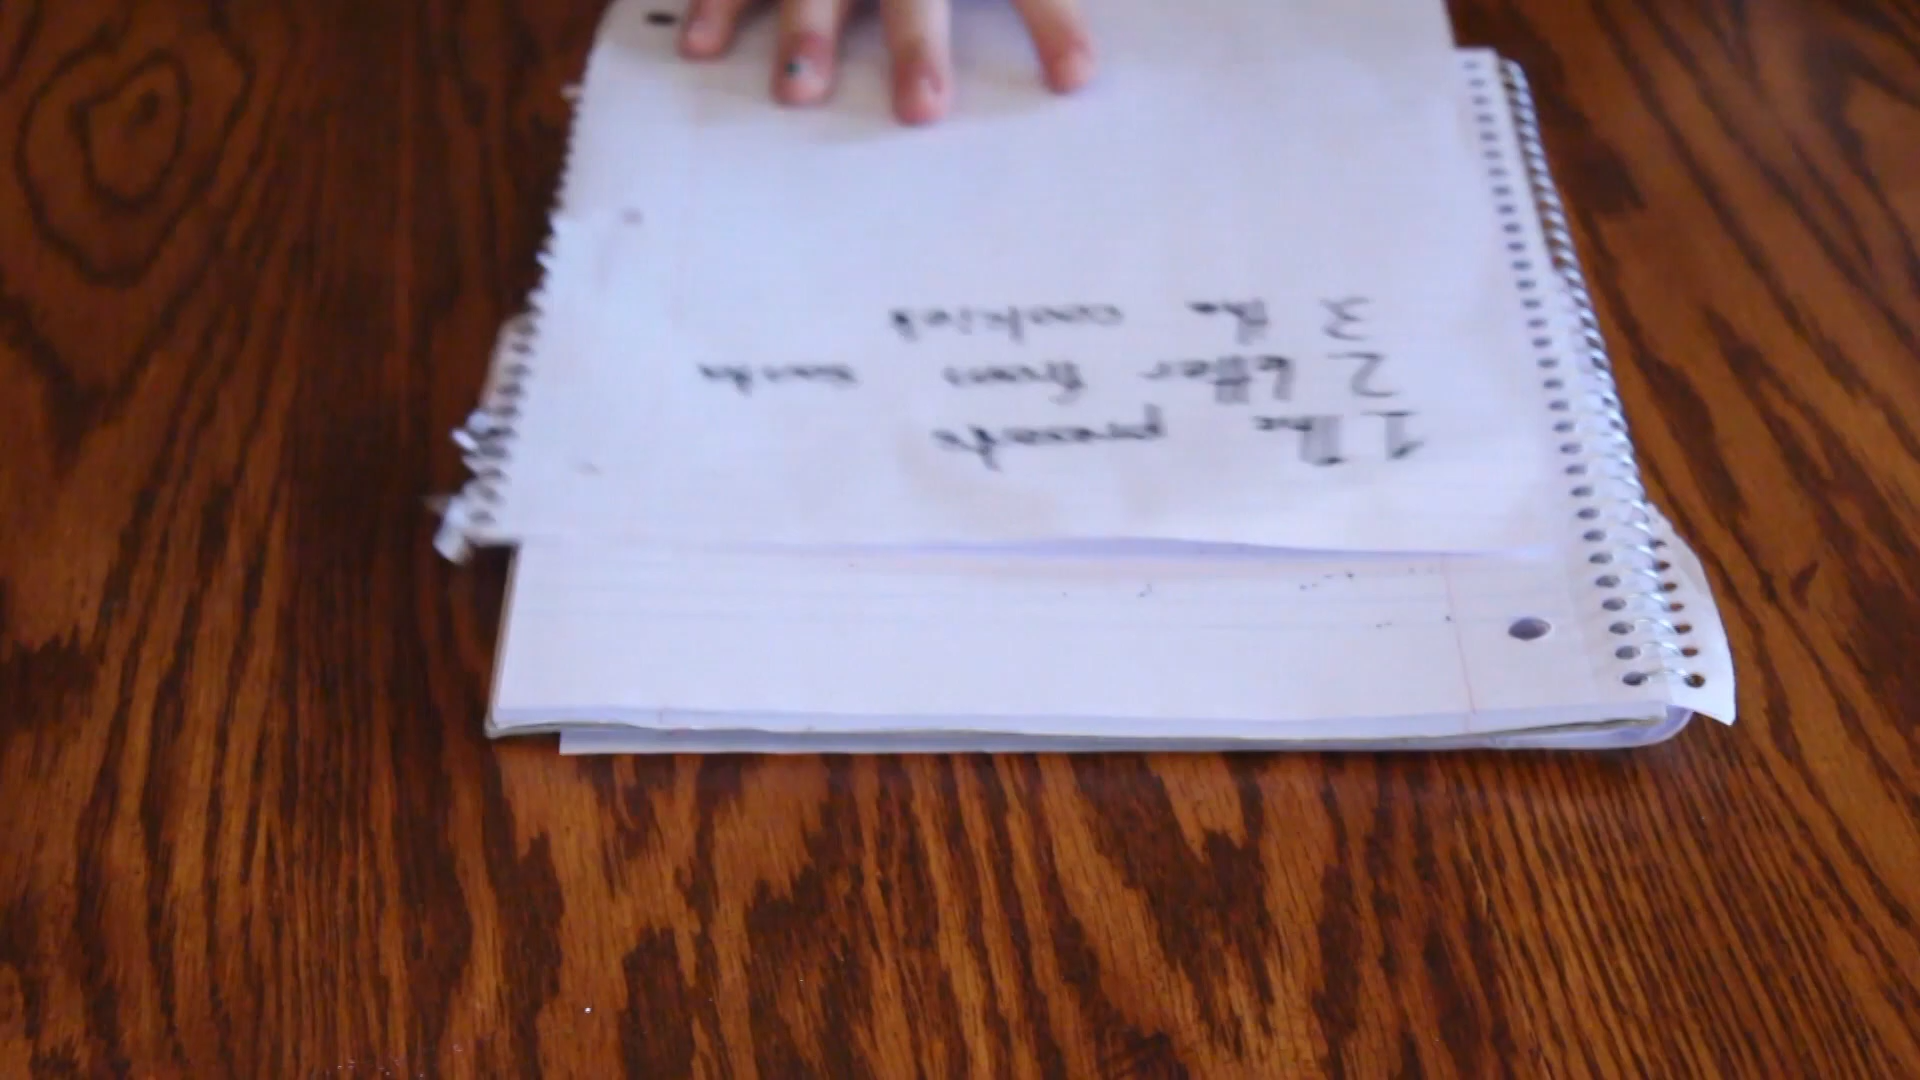 1. The presents
2 letter from santa
3 the cookies